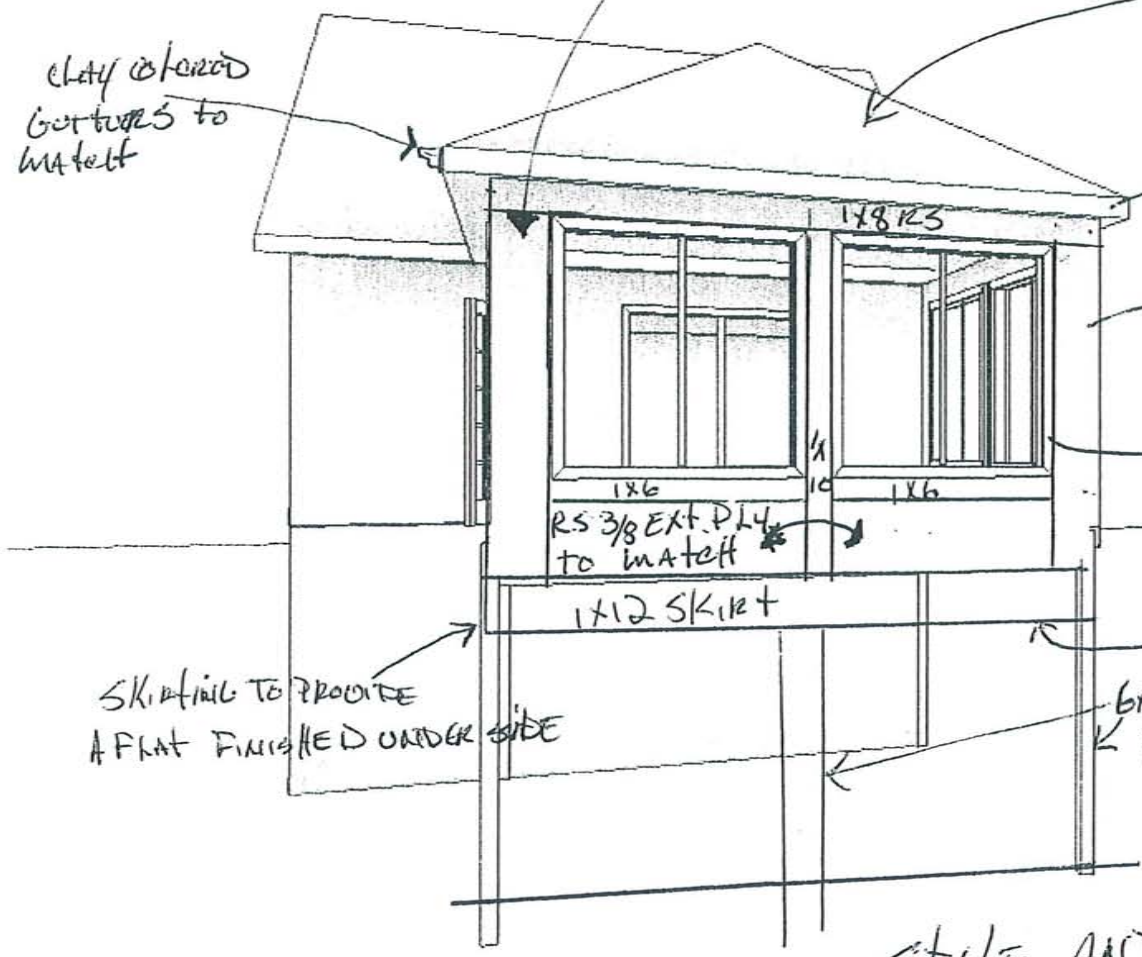 CLAY COLORED
GUTTERS to
MATCH
1X8 RS
1X6
1X
10
1X6
RS 3/8 EXT. PLY
to MATCH
1X12 SKIRT
SKIRTING TO PROVIDE
A FLAT FINISHED UNDER SIDE
STYLE